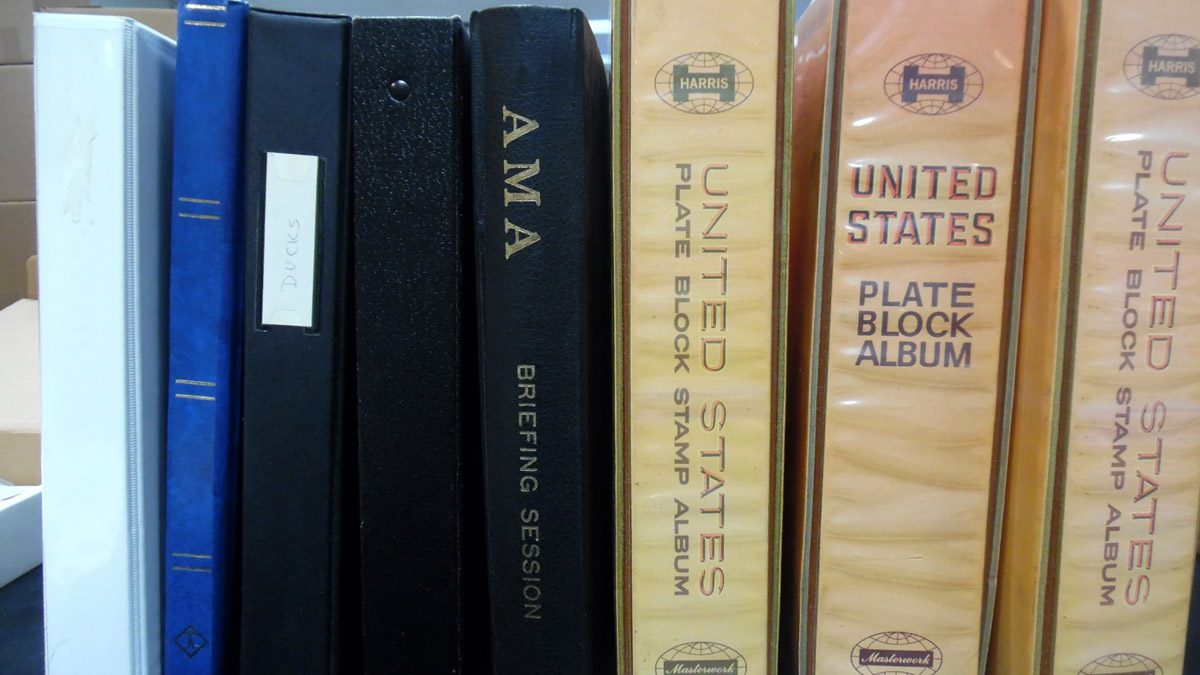 DUCKS
AMA
BRIEFING SESSION
HARRIS
UNITED STATES
PLATE BLOCK STAMP ALBUM
Masterwork
HARRIS
UNITED
STATES
PLATE
BLOCK
ALBUM
Masterwork
HARRIS
UNITED STATES
PLATE BLOCK STAMP ALBUM